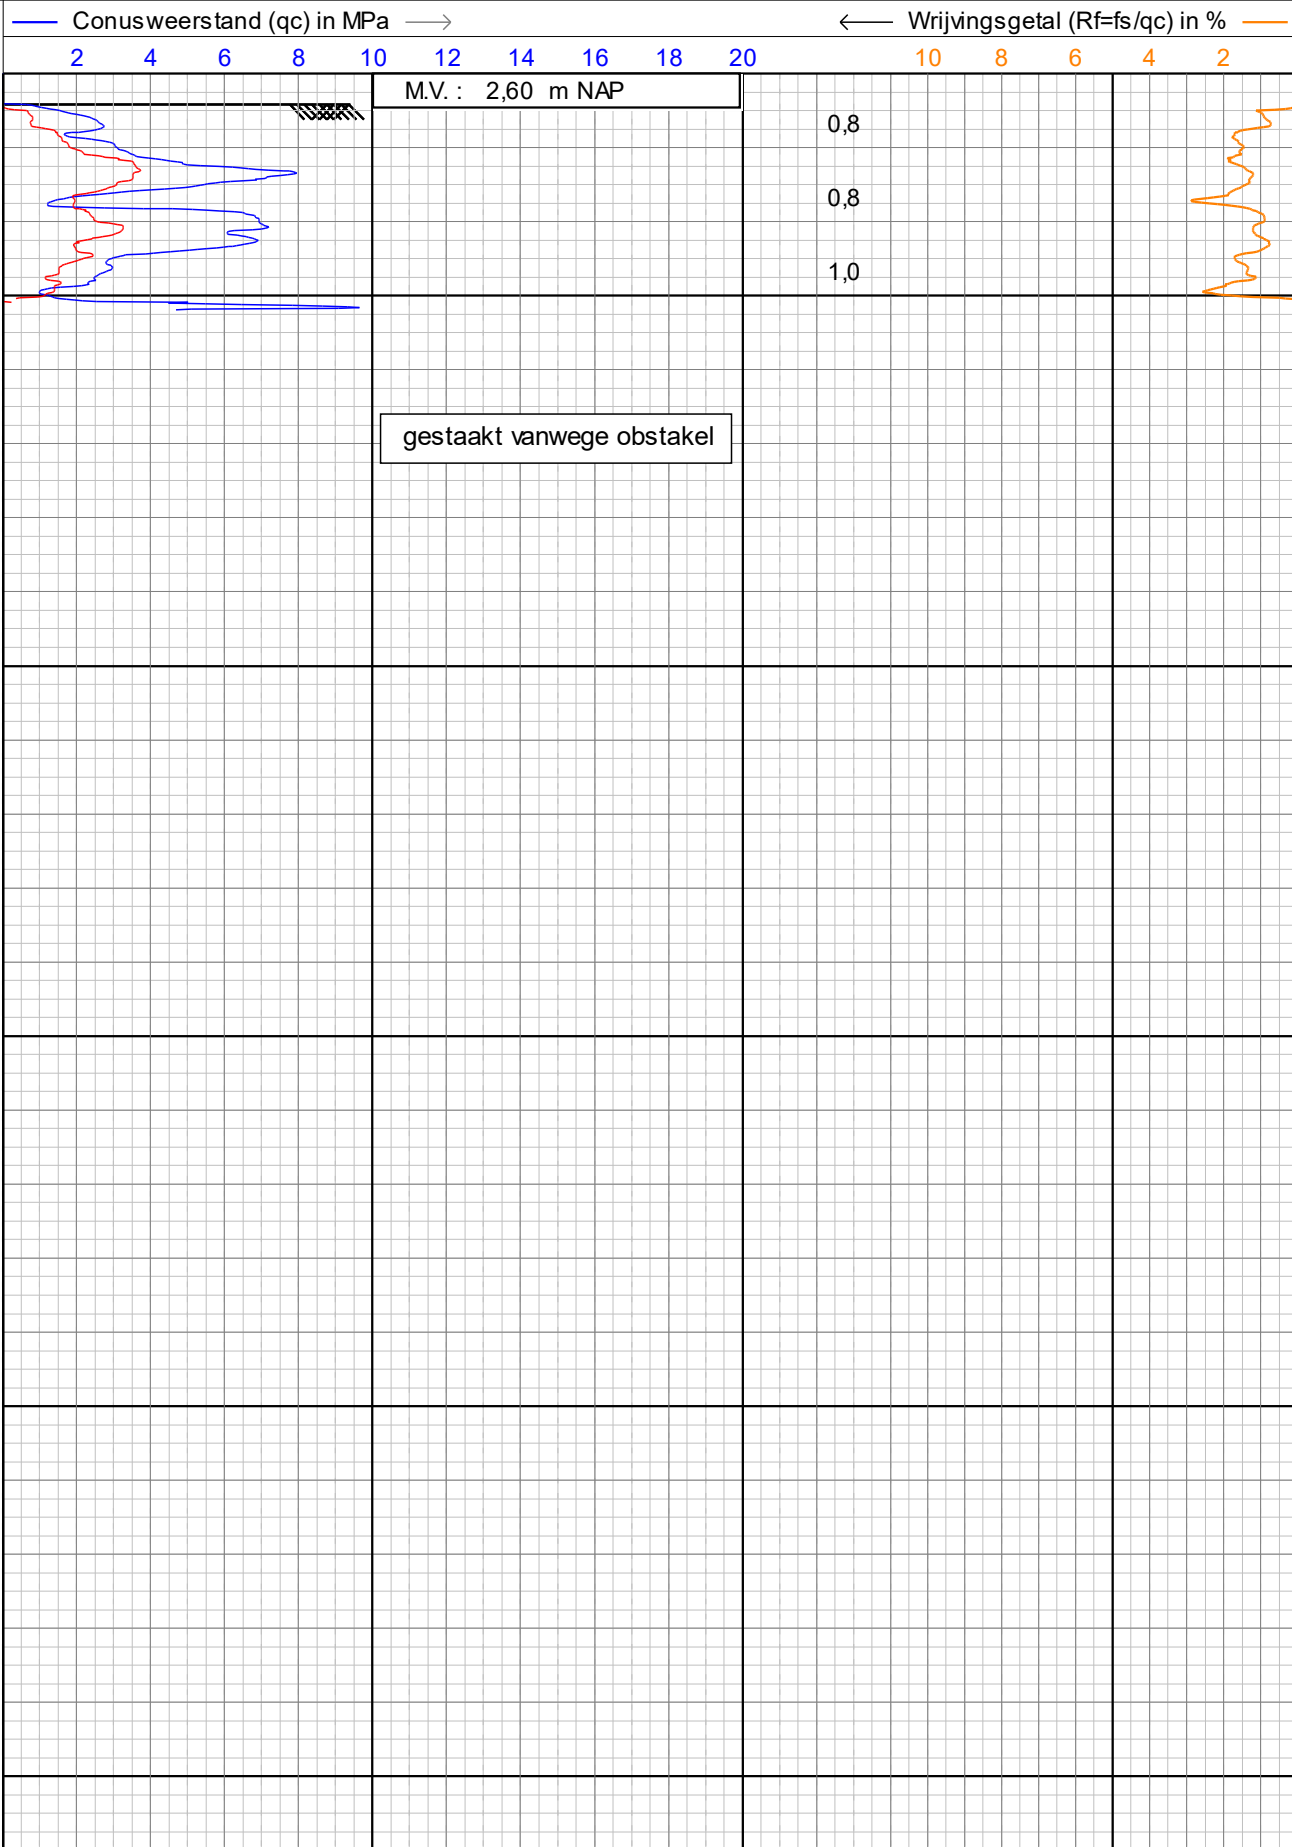 Conusweerstand (qc) in MPa Wrijvingsgetal (Rf=fs/qc) in %
2 4 6 8 10 12 14 16 18 20 10 8 6 4 2
M.V. : 2,60 m NAP
0,8
0,8
1,0
gestaakt vanwege obstakel